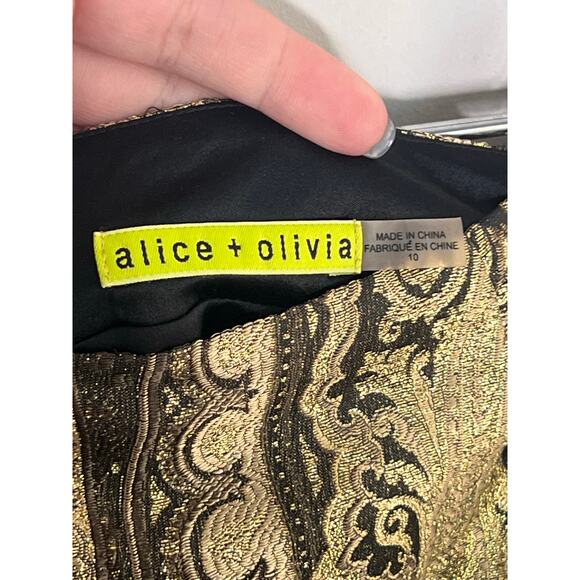 alice + olivia
MADE IN CHINA
FABRIQUÉ EN CHINE
10